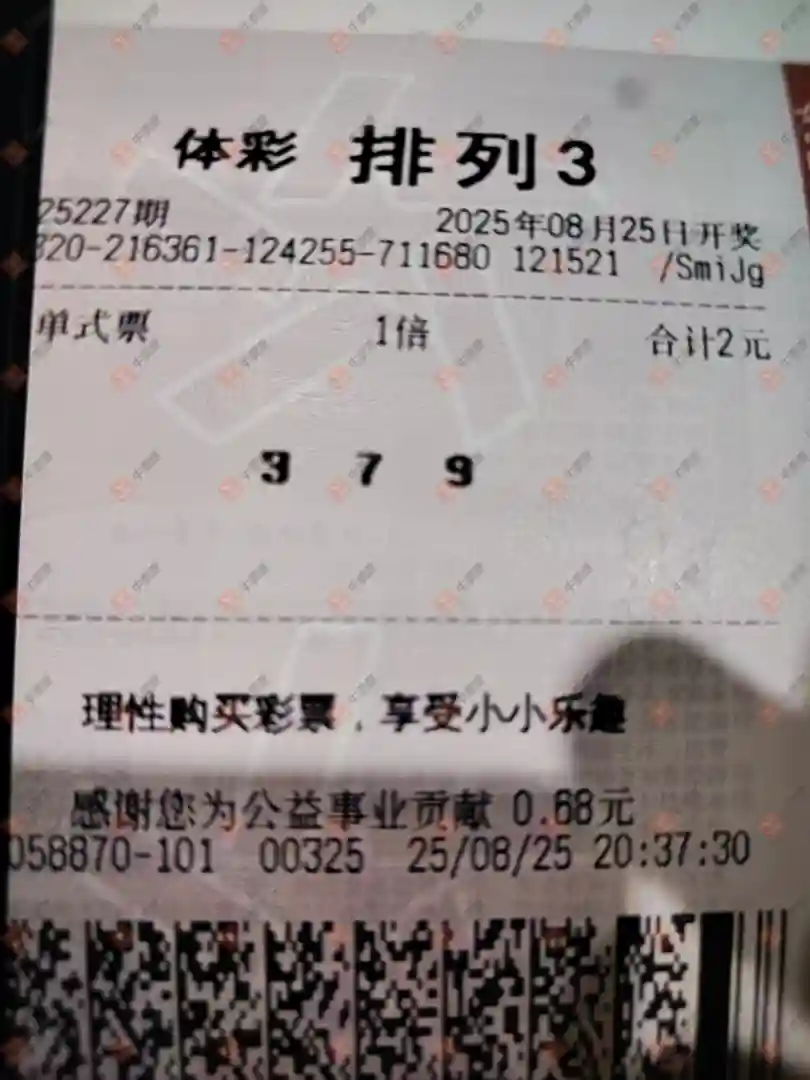 体彩 排列3
25227期 2025年08月25日开奖
320-216361-124255-711680 121521 /SmiJg
单式票 1倍 合计2元
3 7 9
理性购买彩票，享受小小乐趣
感谢您为公益事业贡献 0.68元
058870-101 00325 25/08/25 20:37:30